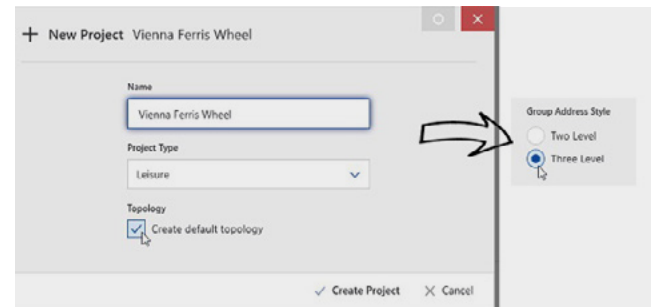 New Project Vienna Ferris Wheel
Name
Vienna Ferris Wheel
Project Type
Leisure
Topology
Create default topology
Create Project Cancel
Group Address Style
Two Level
Three Level